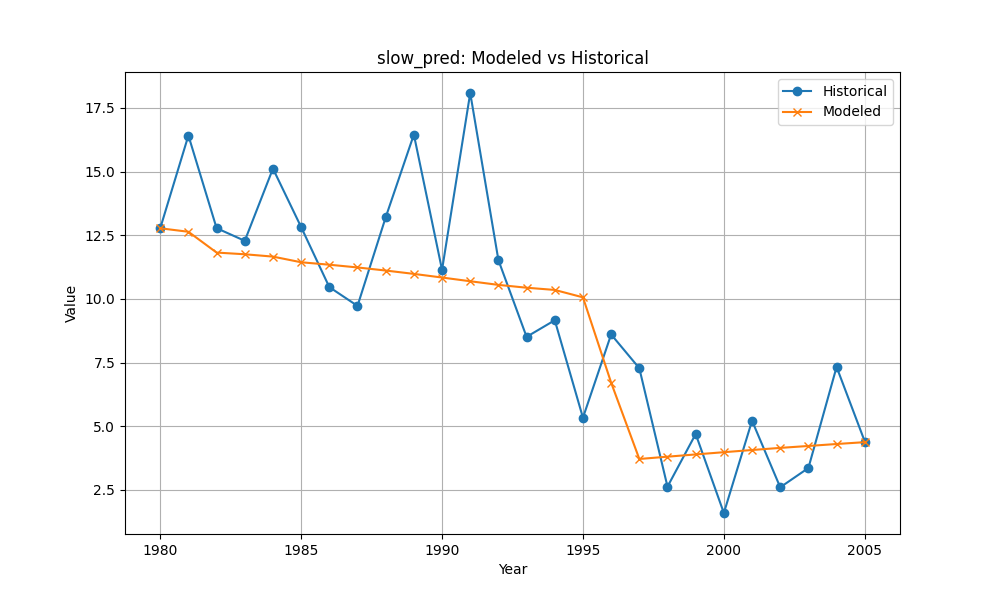 slow_pred: Modeled vs Historical
Historical
Modeled
17.5
15.0
12.5
10.0
7.5
5.0
2.5
Value
1980
1985
1990
1995
2000
2005
Year